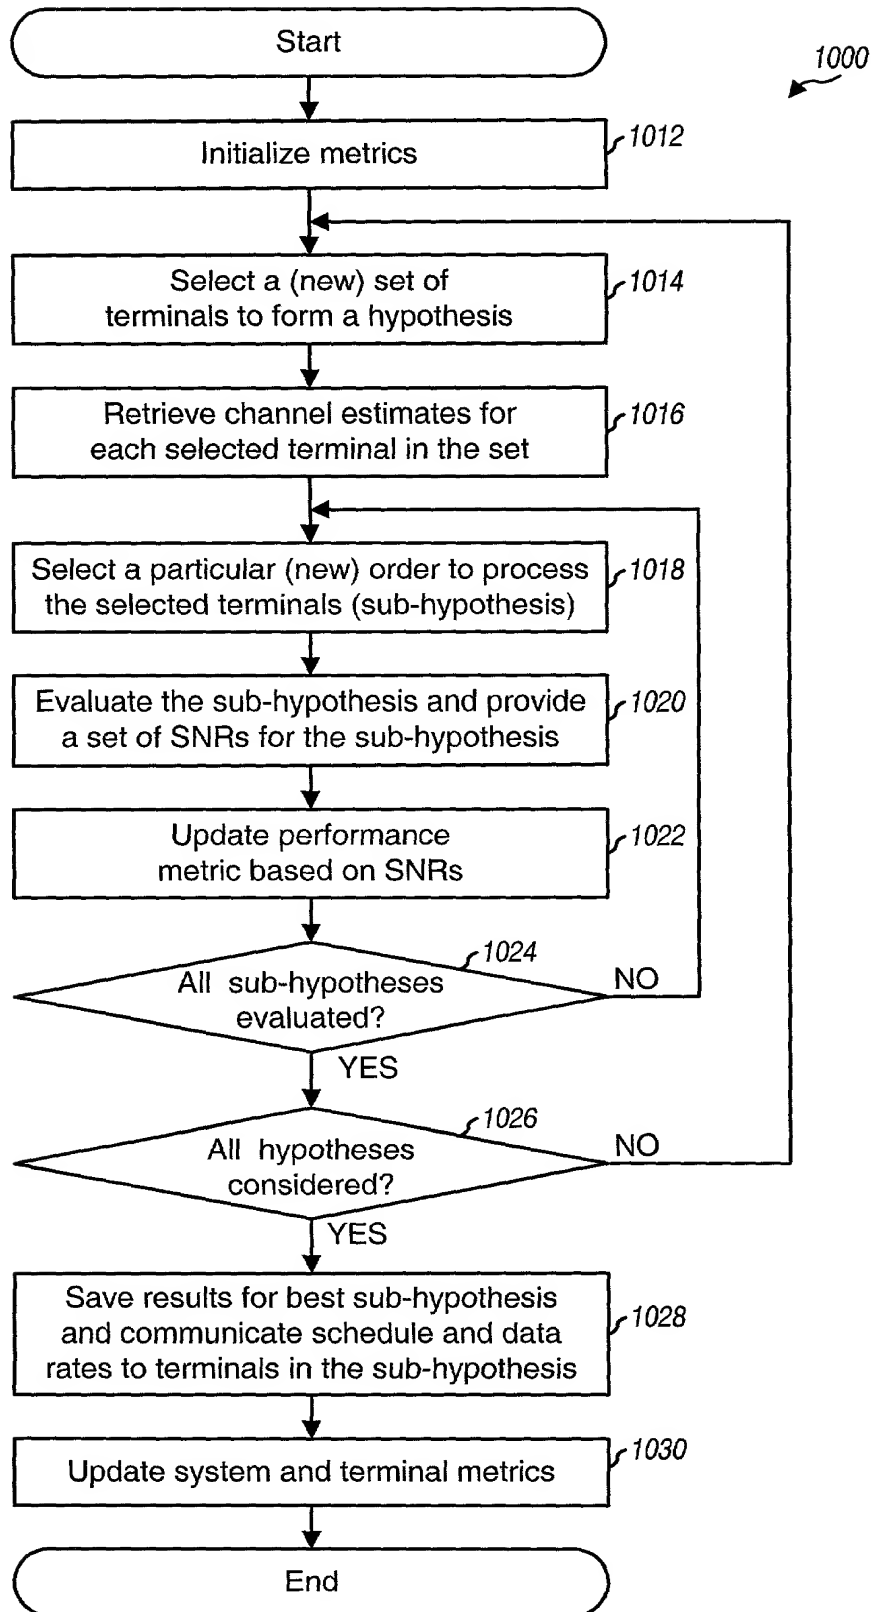 Start
1000
Initialize metrics
1012
Select a (new) set of
terminals to form a hypothesis
1014
Retrieve channel estimates for
each selected terminal in the set
1016
Select a particular (new) order to process
the selected terminals (sub-hypothesis)
1018
Evaluate the sub-hypothesis and provide
a set of SNRs for the sub-hypothesis
1020
Update performance
metric based on SNRs
1022
All sub-hypotheses
evaluated?
1024
NO
YES
All hypotheses
considered?
1026
NO
YES
Save results for best sub-hypothesis
and communicate schedule and data
rates to terminals in the sub-hypothesis
1028
Update system and terminal metrics
1030
End